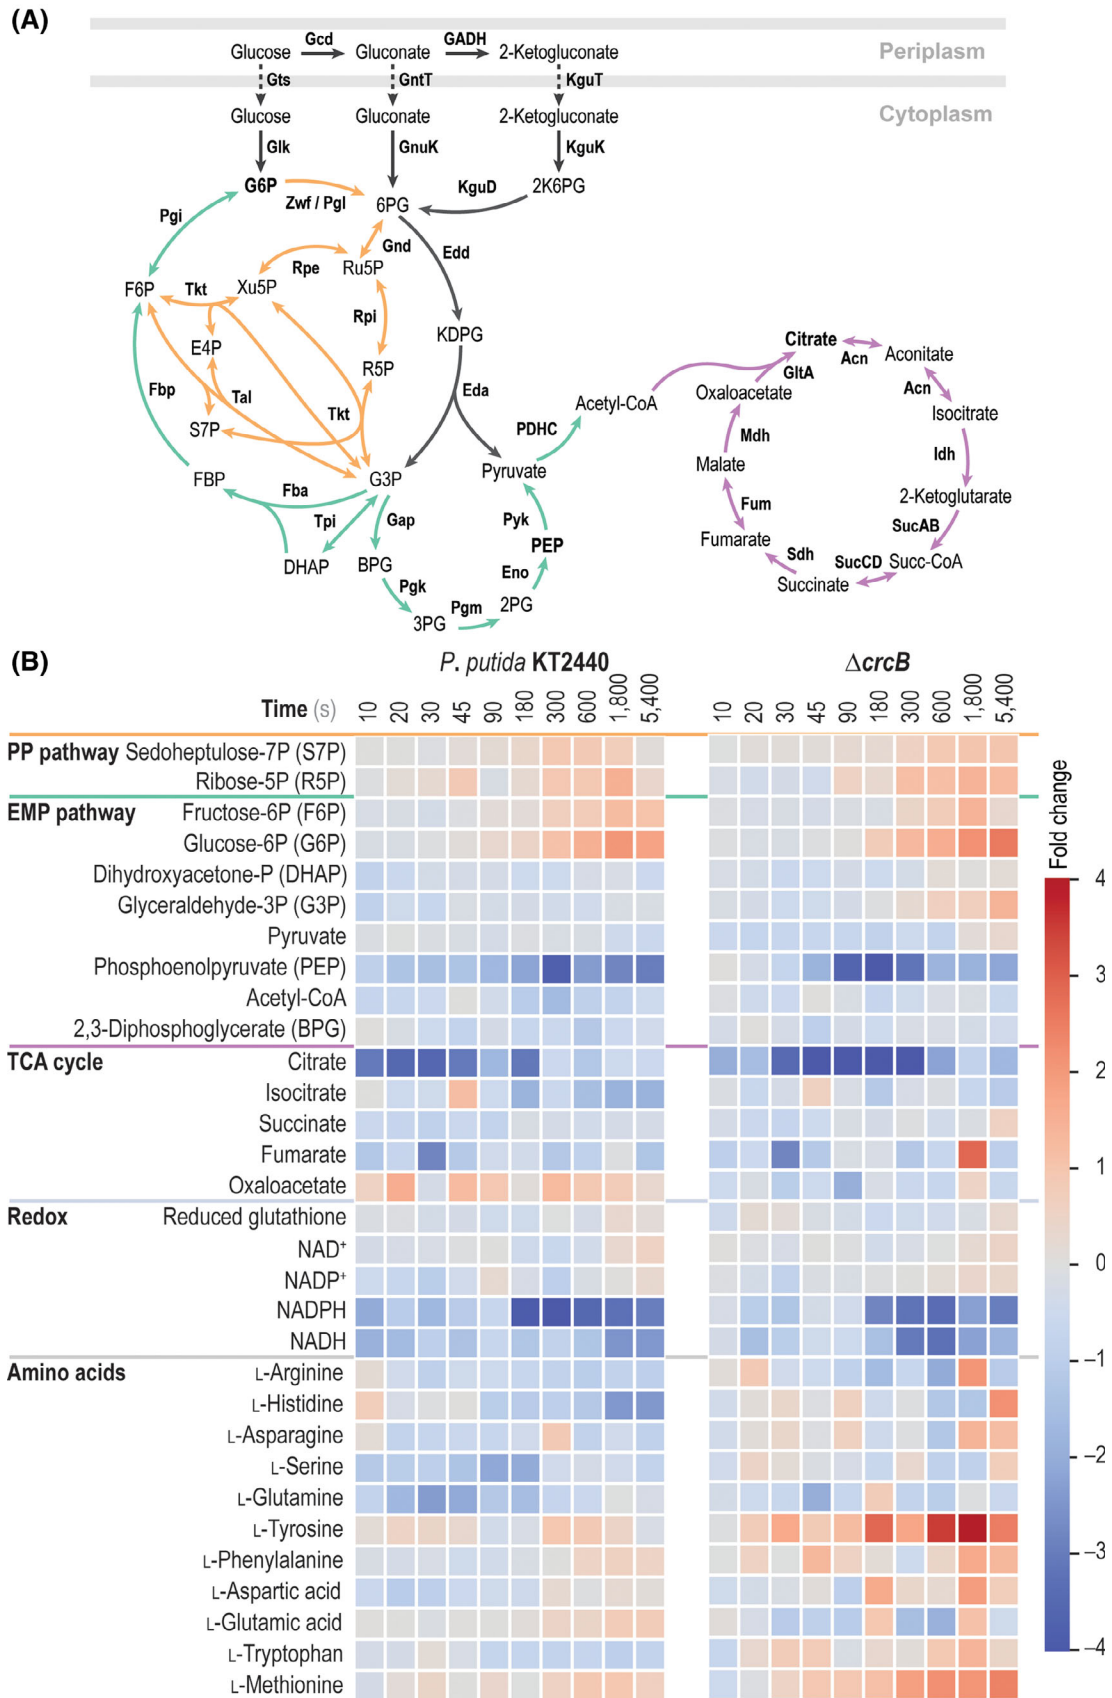 (A)
Glucose Gcd Gluconate GADH 2-Ketogluconate Periplasm
Gts GntT KguT
Glucose Gluconate 2-Ketogluconate Cytoplasm
Glk GnuK KguK
G6P Zwf / Pgl 6PG KguD 2K6PG
Pgi Gnd Edd
Rpe Ru5P
F6P Tkt Xu5P
Rpi KDPG
E4P R5P
Fbp Tal Tkt Eda
S7P
FBP Fba G3P Pyruvate PDHC Acetyl-CoA
Tpi Gap Pyk
DHAP BPG PEP
Pgk Eno
3PG Pgm 2PG
Citrate Acn Aconitate
Oxaloacetate GltA Acn
Isocitrate
Mdh Idh
Malate 2-Ketoglutarate
Fum SucAB
Fumarate Sdh SucCD Succ-CoA
Succinate
(B)
P. putida KT2440 ΔcrcB
Time (s) 10 20 30 45 90 180 300 600 1,800 5,400 10 20 30 45 90 180 300 600 1,800 5,400
PP pathway Sedoheptulose-7P (S7P)
Ribose-5P (R5P)
EMP pathway Fructose-6P (F6P)
Glucose-6P (G6P)
Dihydroxyacetone-P (DHAP)
Glyceraldehyde-3P (G3P)
Pyruvate
Phosphoenolpyruvate (PEP)
Acetyl-CoA
2,3-Diphosphoglycerate (BPG)
TCA cycle Citrate
Isocitrate
Succinate
Fumarate
Oxaloacetate
Redox Reduced glutathione
NAD⁺
NADP⁺
NADPH
NADH
Amino acids L-Arginine
L-Histidine
L-Asparagine
L-Serine
L-Glutamine
L-Tyrosine
L-Phenylalanine
L-Aspartic acid
L-Glutamic acid
L-Tryptophan
L-Methionine
Fold change
4
3
2
1
0
–1
–2
–3
–4